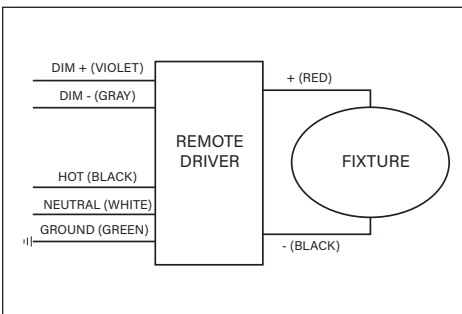 DIM + (VIOLET)
DIM - (GRAY)
HOT (BLACK)
NEUTRAL (WHITE)
GROUND (GREEN)
REMOTE
DRIVER
+ (RED)
FIXTURE
- (BLACK)